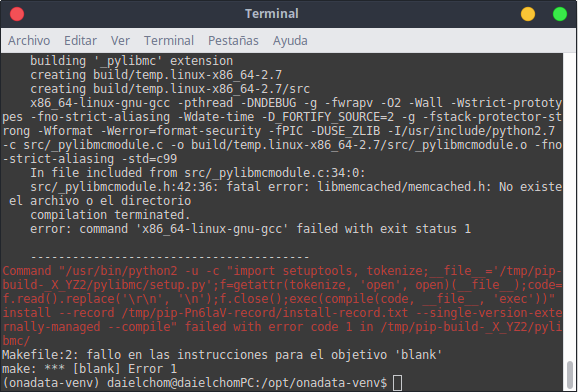 Terminal
Archivo Editar Ver Terminal Pestañas Ayuda
building '_pylibmc' extension
creating build/temp.linux-x86_64-2.7
creating build/temp.linux-x86_64-2.7/src
x86_64-linux-gnu-gcc -pthread -DNDEBUG -g -fwrapv -O2 -Wall -Wstrict-prototy
pes -fno-strict-aliasing -Wdate-time -D_FORTIFY_SOURCE=2 -g -fstack-protector-st
rong -Wformat -Werror=format-security -fPIC -DUSE_ZLIB -I/usr/include/python2.7
-c src/_pylibmcmodule.c -o build/temp.linux-x86_64-2.7/src/_pylibmcmodule.o -fno
-strict-aliasing -std=c99
In file included from src/_pylibmcmodule.c:34:0:
src/_pylibmcmodule.h:42:36: fatal error: libmemcached/memcached.h: No existe
el archivo o el directorio
compilation terminated.
error: command 'x86_64-linux-gnu-gcc' failed with exit status 1
----------------------------------------
Command "/usr/bin/python2 -u -c "import setuptools, tokenize;__file__='/tmp/pip-
build-_X_YZ2/pylibmc/setup.py';f=getattr(tokenize, 'open', open)(__file__);code=
f.read().replace('\r\n', '\n');f.close();exec(compile(code, __file__, 'exec'))"
install --record /tmp/pip-Pn6laV-record/install-record.txt --single-version-exte
rnally-managed --compile" failed with error code 1 in /tmp/pip-build-_X_YZ2/pyli
bmc/
Makefile:2: fallo en las instrucciones para el objetivo 'blank'
make: *** [blank] Error 1
(onadata-venv) daielchom@daielchomPC:/opt/onadata-venv$